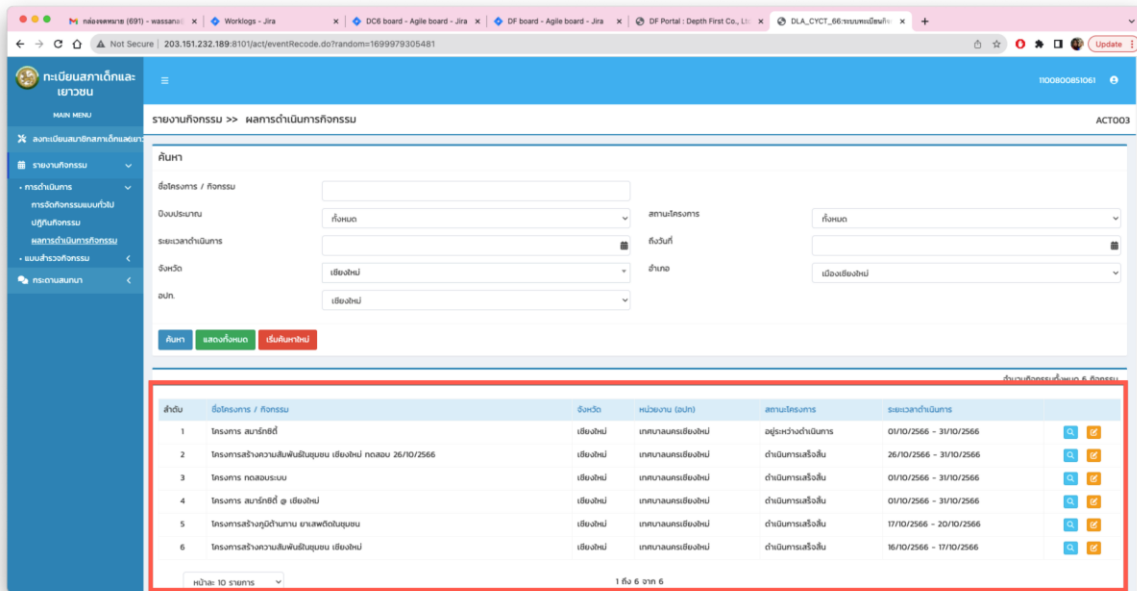 กล่องจดหมาย (691) - wassana
Worklogs - Jira
DC6 board - Agile board - Jira
DF board - Agile board - Jira
DF Portal : Depth First Co., Lt
DLA_CYCT_66:ระบบทะเบียน
Not Secure 203.151.232.189:8101/act/eventRecode.do?random=1699979305481
Update
ทะเบียนสภาเด็กและ
เยาวชน
1100800851061
MAIN MENU
รายงานกิจกรรม >> ผลการดำเนินการกิจกรรม
ACT003
ลงทะเบียนสมาชิกสภาเด็กและเยาว
รายงานกิจกรรม
การดำเนินการ
การจัดกิจกรรมแบบทั่วไป
ปฏิทินกิจกรรม
ผลการดำเนินการกิจกรรม
แบบสำรวจกิจกรรม
กระดานสนทนา
ค้นหา
ชื่อโครงการ / กิจกรรม
ปีงบประมาณ ทั้งหมด สถานะโครงการ ทั้งหมด
ระยะเวลาดำเนินการ ถึงวันที่
จังหวัด เชียงใหม่ อำเภอ เมืองเชียงใหม่
อปท. เชียงใหม่
ค้นหา แสดงทั้งหมด เริ่มค้นหาใหม่
จำนวนกิจกรรมทั้งหมด 6 กิจกรรม
ลำดับ ชื่อโครงการ / กิจกรรม จังหวัด หน่วยงาน (อปท) สถานะโครงการ ระยะเวลาดำเนินการ
1 โครงการ สมาร์ทซิตี้ เชียงใหม่ เทศบาลนครเชียงใหม่ อยู่ระหว่างดำเนินการ 01/10/2566 - 31/10/2566
2 โครงการสร้างความสัมพันธ์ในชุมชน เชียงใหม่ ทดสอบ 26/10/2566 เชียงใหม่ เทศบาลนครเชียงใหม่ ดำเนินการเสร็จสิ้น 26/10/2566 - 31/10/2566
3 โครงการ ทดสอบระบบ เชียงใหม่ เทศบาลนครเชียงใหม่ ดำเนินการเสร็จสิ้น 01/10/2566 - 31/10/2566
4 โครงการ สมาร์ทซิตี้ @ เชียงใหม่ เชียงใหม่ เทศบาลนครเชียงใหม่ ดำเนินการเสร็จสิ้น 01/10/2566 - 31/10/2566
5 โครงการสร้างภูมิต้านทาน ยาเสพติดในชุมชน เชียงใหม่ เทศบาลนครเชียงใหม่ ดำเนินการเสร็จสิ้น 17/10/2566 - 20/10/2566
6 โครงการสร้างความสัมพันธ์ในชุมชน เชียงใหม่ เชียงใหม่ เทศบาลนครเชียงใหม่ ดำเนินการเสร็จสิ้น 16/10/2566 - 17/10/2566
หน้าละ 10 รายการ 1 ถึง 6 จาก 6